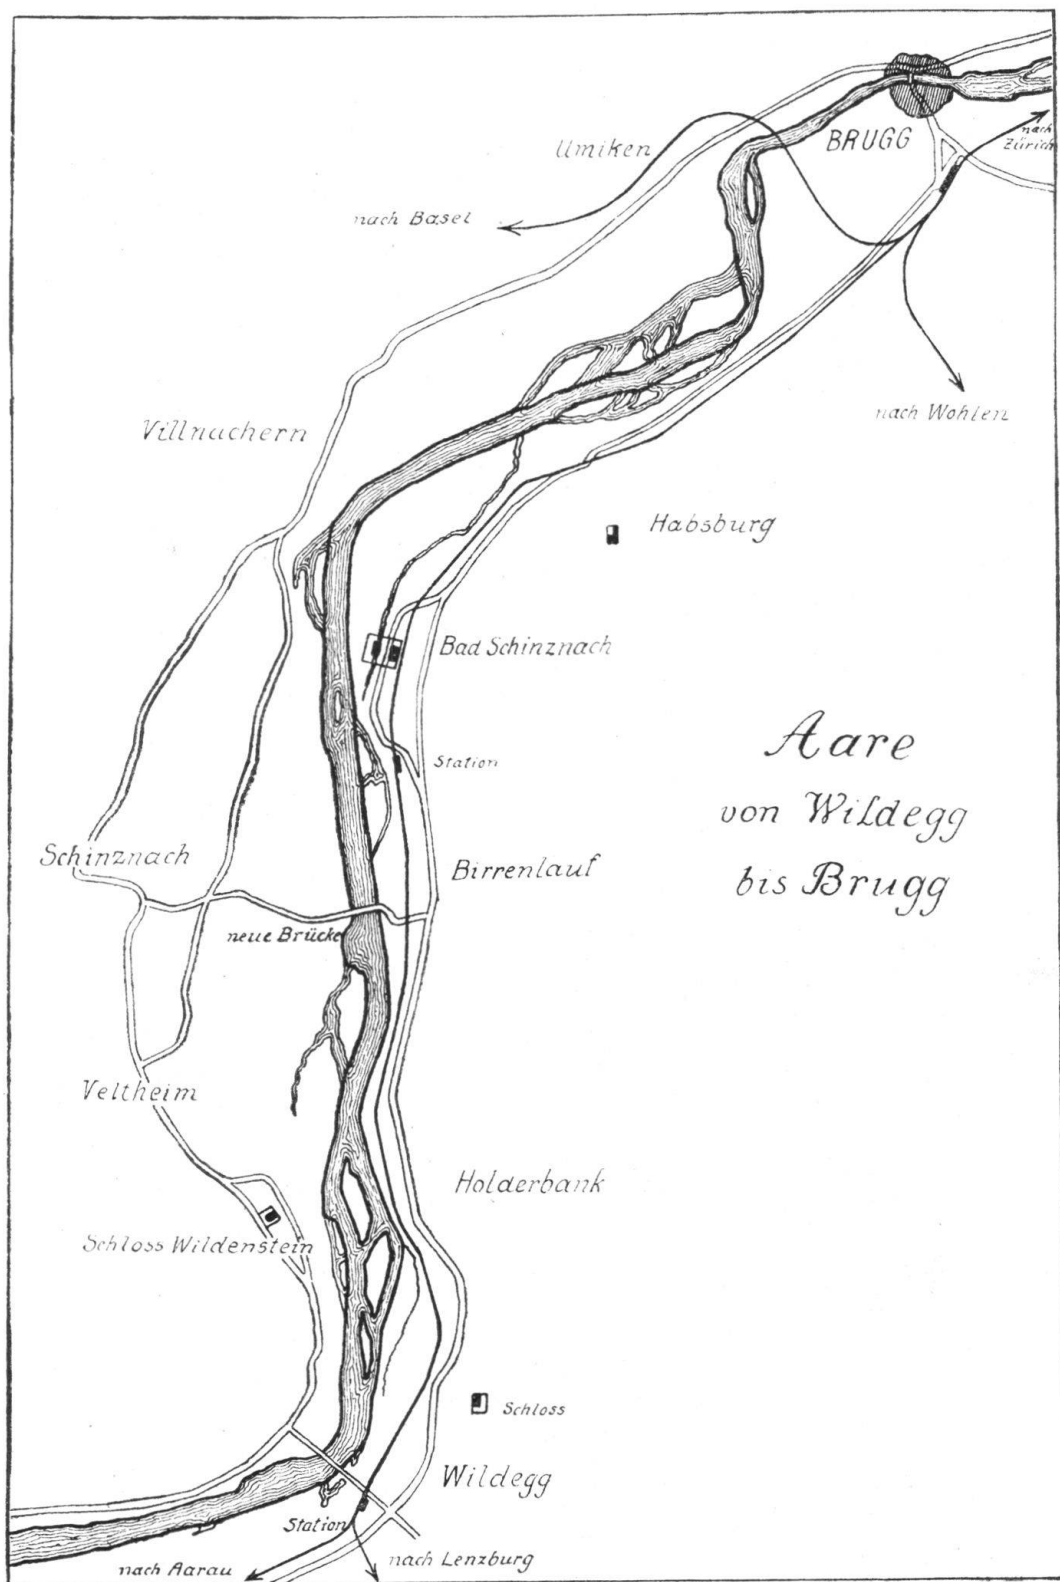 BRUGG
nach
Zürich
Umiken
nach Basel
nach Wohlen
Villnachern
Habsburg
Bad Schinznach
Station
Aare
von Wildegg
bis Brugg
Schinznach
Birrenlauf
neue Brücke
Veltheim
Holderbank
Schloss Wildenstein
Schloss
Wildegg
Station
nach Aarau
nach Lenzburg